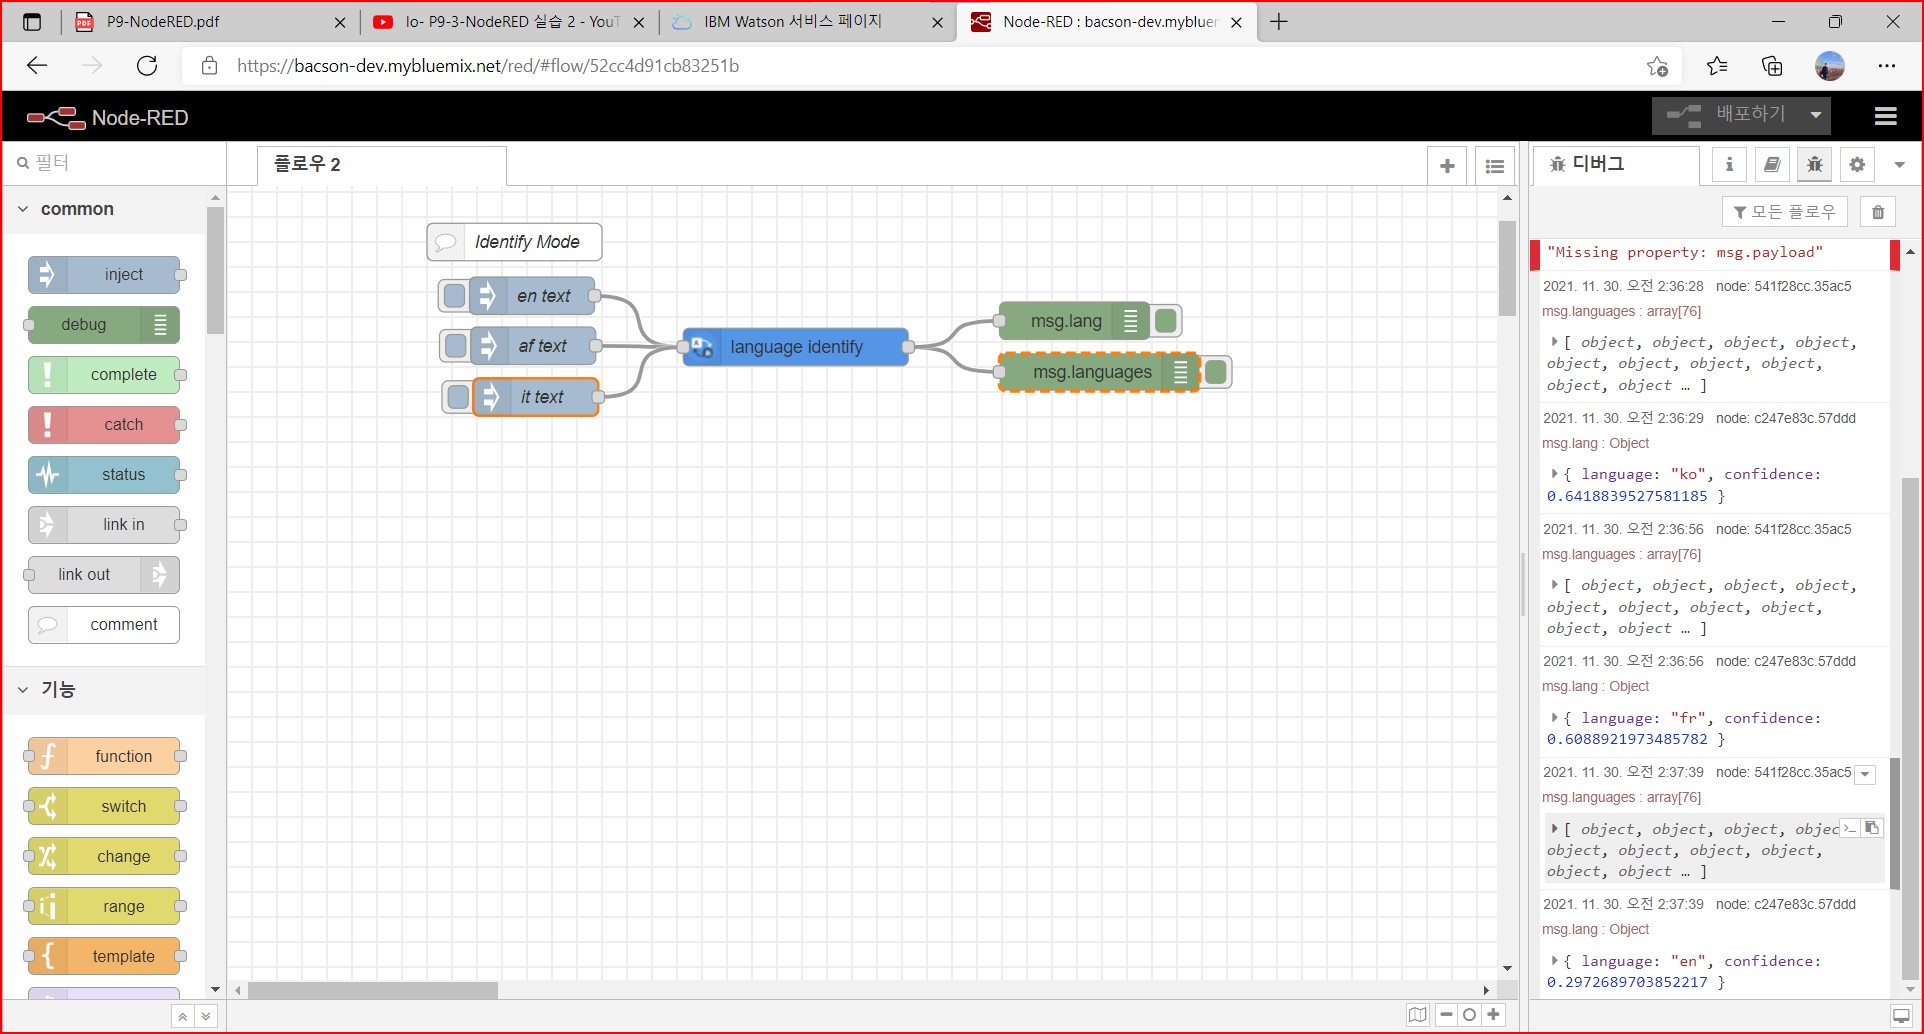 P9-NodeRED.pdf
Io- P9-3-NodeRED 실습 2 - YouT
IBM Watson 서비스 페이지
Node-RED : bacson-dev.mybluen
https://bacson-dev.mybluemix.net/red/#flow/52cc4d91cb83251b
Node-RED
배포하기
필터
플로우 2
디버그
모든 플로우
common
inject
debug
complete
catch
status
link in
link out
comment
기능
function
switch
change
range
template
Identify Mode
en text
af text
it text
language identify
msg.lang
msg.languages
"Missing property: msg.payload"
2021. 11. 30. 오전 2:36:28 node: 541f28cc.35ac5
msg.languages : array[76]
[ object, object, object, object,
object, object, object, object,
object, object … ]
2021. 11. 30. 오전 2:36:29 node: c247e83c.57ddd
msg.lang : Object
{ language: "ko", confidence:
0.6418839527581185 }
2021. 11. 30. 오전 2:36:56 node: 541f28cc.35ac5
msg.languages : array[76]
[ object, object, object, object,
object, object, object, object,
object, object … ]
2021. 11. 30. 오전 2:36:56 node: c247e83c.57ddd
msg.lang : Object
{ language: "fr", confidence:
0.6088921973485782 }
2021. 11. 30. 오전 2:37:39 node: 541f28cc.35ac5
msg.languages : array[76]
[ object, object, object, objec
object, object, object, object,
object, object … ]
2021. 11. 30. 오전 2:37:39 node: c247e83c.57ddd
msg.lang : Object
{ language: "en", confidence:
0.2972689703852217 }